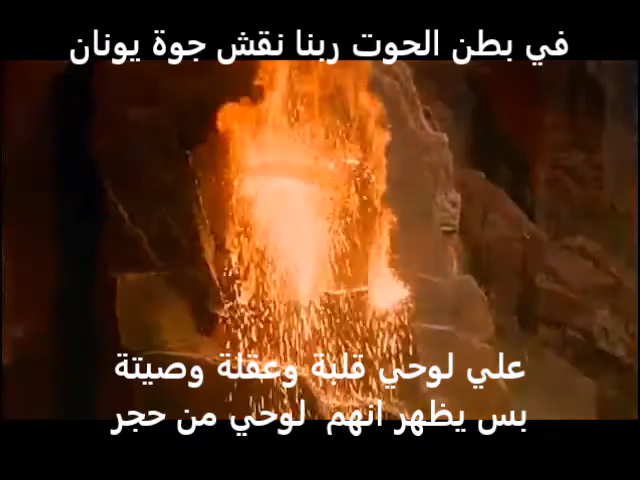 في بطن الحوت ربنا نقش جوة يونان
علي لوحي قلبة وعقلة وصيتة
بس يظهر انهم لوحي من حجر